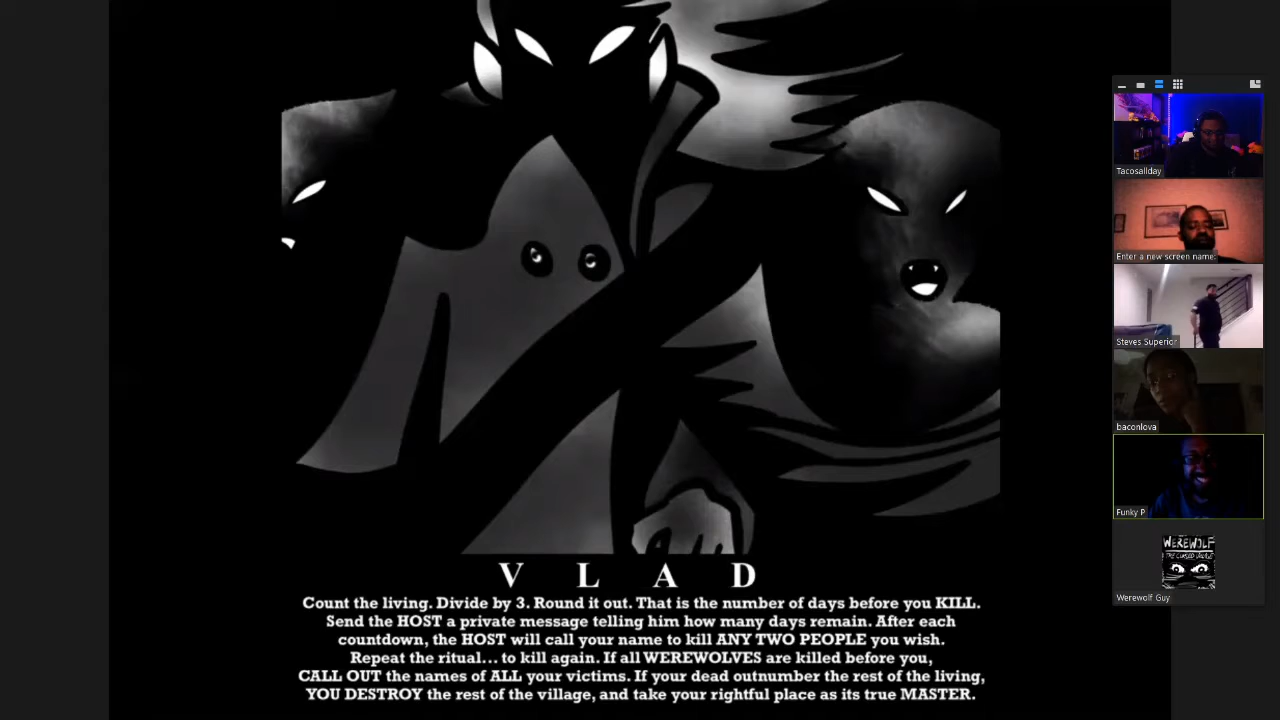 Tacosallday
Enter a new screen name:
Steves Superior
baconlova
Funky P
WEREWOLF
THE CURSED VILLAGE
Werewolf Guy
V L A D
Count the living. Divide by 3. Round it out. That is the number of days before you KILL.
Send the HOST a private message telling him how many days remain. After each
countdown, the HOST will call your name to kill ANY TWO PEOPLE you wish.
Repeat the ritual... to kill again. If all WEREWOLVES are killed before you,
CALL OUT the names of ALL your victims. If your dead outnumber the rest of the living,
YOU DESTROY the rest of the village, and take your rightful place as its true MASTER.